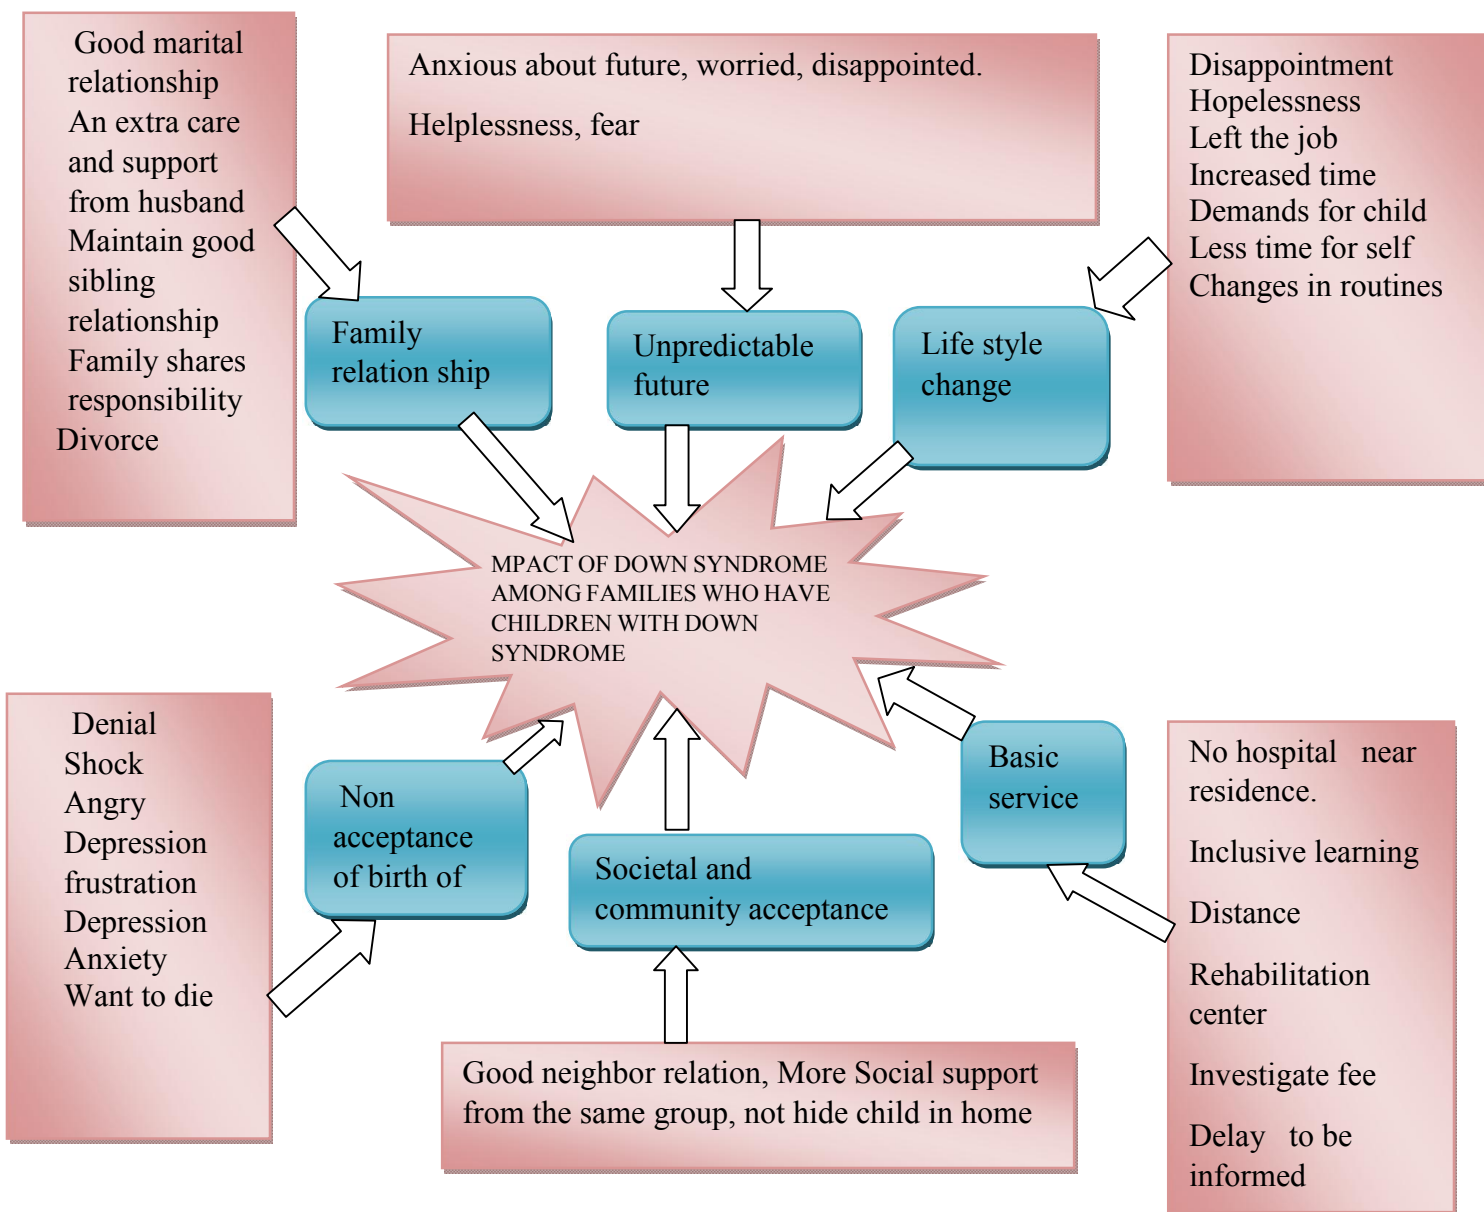 Good marital
relationship
An extra care
and support
from husband
Maintain good
sibling
relationship
Family shares
responsibility
Divorce
Anxious about future, worried, disappointed.
Helplessness, fear
Disappointment
Hopelessness
Left the job
Increased time
Demands for child
Less time for self
Changes in routines
Family
relation ship
Unpredictable
future
Life style
change
MPACT OF DOWN SYNDROME
AMONG FAMILIES WHO HAVE
CHILDREN WITH DOWN
SYNDROME
Denial
Shock
Angry
Depression
frustration
Depression
Anxiety
Want to die
Non
acceptance
of birth of
Societal and
community acceptance
Basic
service
No hospital near
residence.
Inclusive learning
Distance
Rehabilitation
center
Investigate fee
Delay to be
informed
Good neighbor relation, More Social support
from the same group, not hide child in home